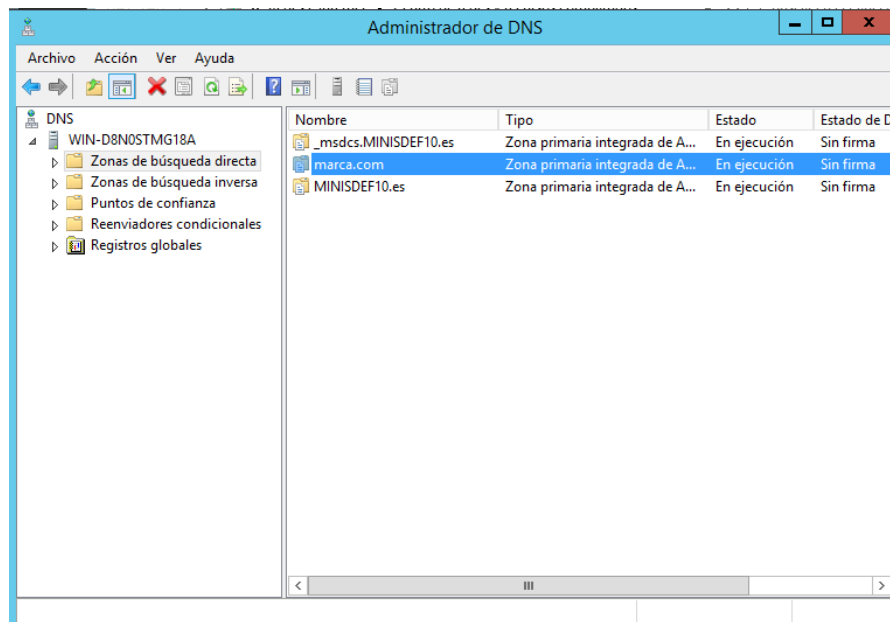 Administrador de DNS
Archivo Acción Ver Ayuda
DNS
WIN-D8N0STMG18A
Zonas de búsqueda directa
Zonas de búsqueda inversa
Puntos de confianza
Reenviadores condicionales
Registros globales
Nombre Tipo Estado Estado de D
_msdcs.MINISDEF10.es Zona primaria integrada de A... En ejecución Sin firma
marca.com Zona primaria integrada de A... En ejecución Sin firma
MINISDEF10.es Zona primaria integrada de A... En ejecución Sin firma